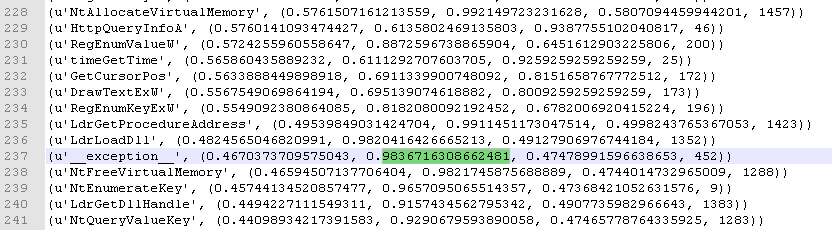 228 (u'NtAllocateVirtualMemory', (0.5761507161213559, 0.992149723231628, 0.5807094459944201, 1457))
229 (u'HttpQueryInfoA', (0.5760141093474427, 0.6135802469135803, 0.9387755102040817, 46))
230 (u'RegEnumValueW', (0.5724255960558647, 0.8872596738865904, 0.6451612903225806, 200))
231 (u'timeGetTime', (0.565860435889232, 0.6111292707603705, 0.9259259259259259, 25))
232 (u'GetCursorPos', (0.5633888449898918, 0.6911339900748092, 0.8151658767772512, 172))
233 (u'DrawTextExW', (0.5567549069864194, 0.695139074618882, 0.8009259259259259, 173))
234 (u'RegEnumKeyExW', (0.5549092380864085, 0.8182080092192452, 0.6782006920415224, 196))
235 (u'LdrGetProcedureAddress', (0.49539849031424704, 0.9911451173047514, 0.4998243765367073, 1423))
236 (u'LdrLoadDll', (0.4824565046820991, 0.9820416426665213, 0.49127906976744184, 1352))
237 (u'__exception__', (0.4670373709575043, 0.9836716308662481, 0.47478991596638653, 452))
238 (u'NtFreeVirtualMemory', (0.46594507137706404, 0.9821745875688889, 0.4744014732965009, 1288))
239 (u'NtEnumerateKey', (0.45744134520857477, 0.9657095065514357, 0.47368421052631576, 9))
240 (u'LdrGetDllHandle', (0.4494227111549311, 0.9157434562795342, 0.4907735982966643, 1383))
241 (u'NtQueryValueKey', (0.44098934217391583, 0.9290679593890058, 0.47465778764335925, 1283))